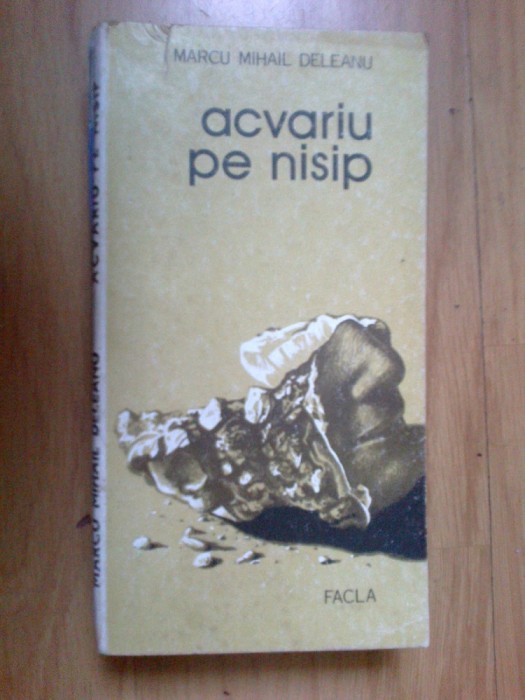 MARCU MIHAIL DELEANU
acvariu
pe nisip
FACLA
MARCU MIHAIL DELEANU ACVARIU PE NISIP